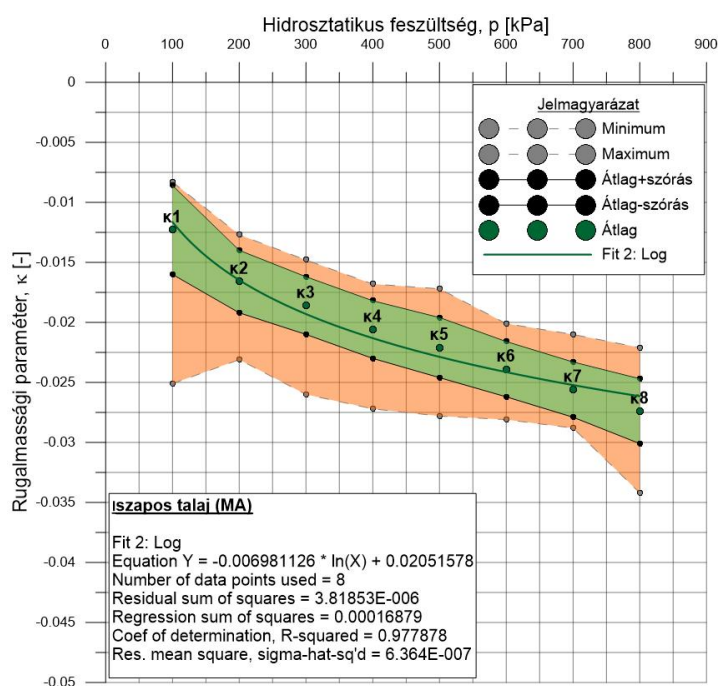 Hidrosztatikus feszültség, p [kPa]
0 100 200 300 400 500 600 700 800 900
0
-0.005
-0.01
-0.015
-0.02
-0.025
-0.03
-0.035
-0.04
-0.045
-0.05
Rugalmassági paraméter, κ [-]
Jelmagyarázat
Minimum
Maximum
Átlag+szórás
Átlag-szórás
Átlag
Fit 2: Log
κ1
κ2
κ3
κ4
κ5
κ6
κ7
κ8
Iszapos talaj (MA)
Fit 2: Log
Equation Y = -0.006981126 * ln(X) + 0.02051578
Number of data points used = 8
Residual sum of squares = 3.81853E-006
Regression sum of squares = 0.00016879
Coef of determination, R-squared = 0.977878
Res. mean square, sigma-hat-sq'd = 6.364E-007